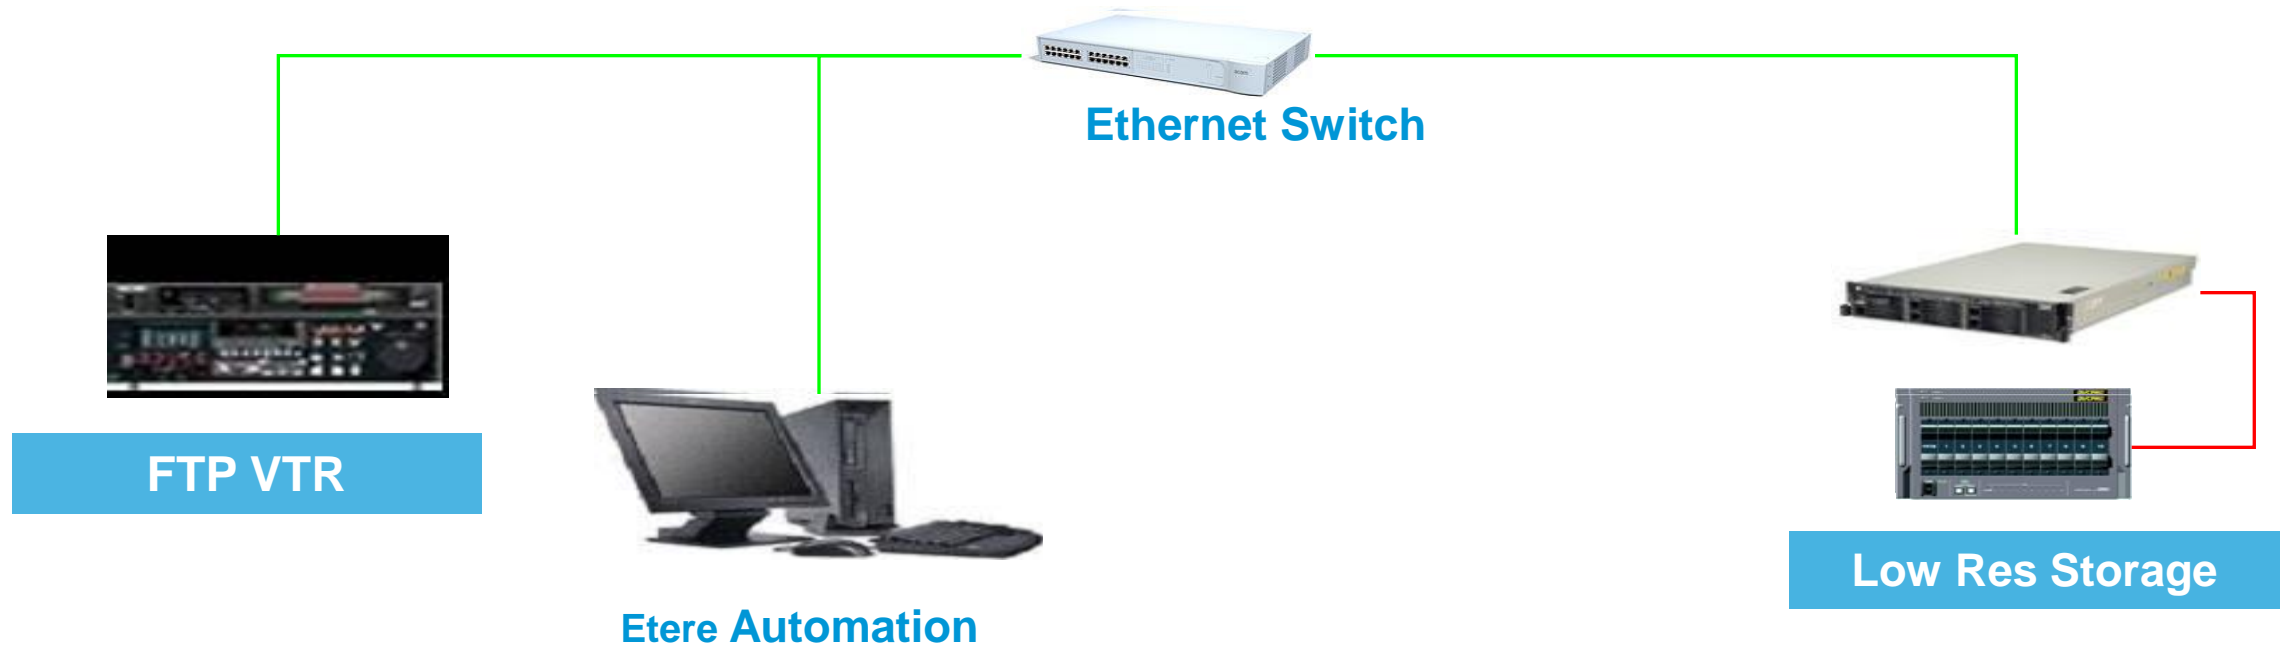 Ethernet Switch
FTP VTR
Low Res Storage
Etere Automation